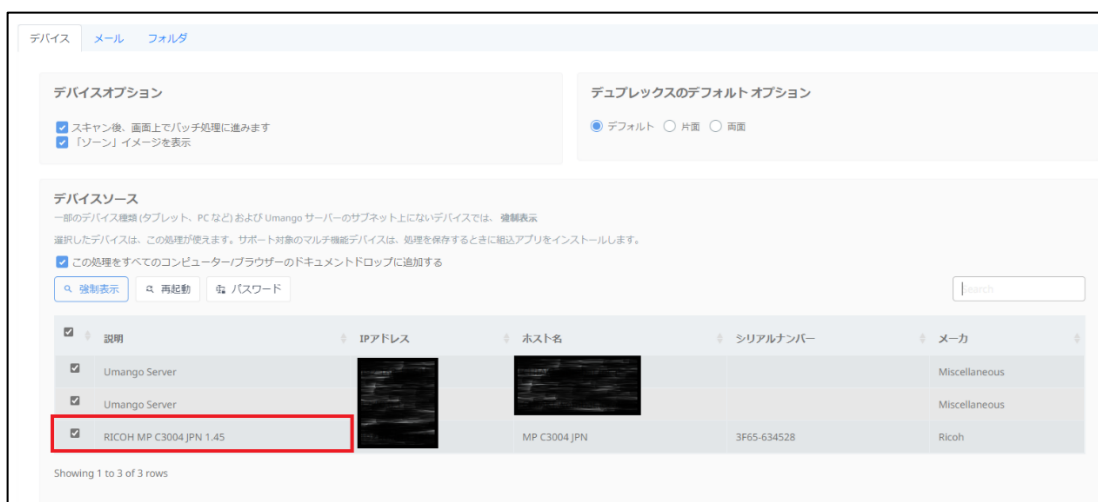 デバイス メール フォルダ
デバイスオプション
スキャン後、画面上でバッチ処理に進みます
「ゾーン」イメージを表示
デュプレックスのデフォルト オプション
デフォルト 片面 両面
デバイスソース
一部のデバイス種類 (タブレット、PC など) および Umango サーバーのサブネット上にないデバイスでは、 強制表示
選択したデバイスは、この処理が使えます。サポート対象のマルチ機能デバイスは、処理を保存するときに組込アプリをインストールします。
この処理をすべてのコンピューター/ブラウザーのドキュメントドロップに追加する
強制表示 再起動 パスワード Search
説明 IPアドレス ホスト名 シリアルナンバー メーカ
Umango Server Miscellaneous
Umango Server Miscellaneous
RICOH MP C3004 JPN 1.45 MP C3004 JPN 3F65-634528 Ricoh
Showing 1 to 3 of 3 rows